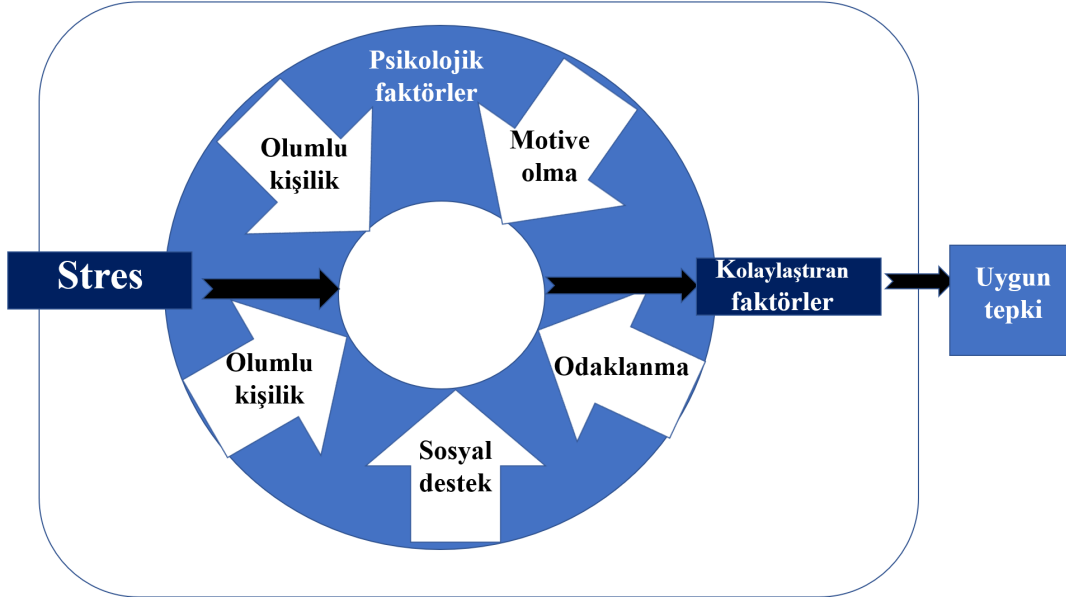 Psikolojik
faktörler
Olumlu
kişilik
Motive
olma
Stres
Kolaylaştıran
faktörler
Uygun
tepki
Olumlu
kişilik
Odaklanma
Sosyal
destek